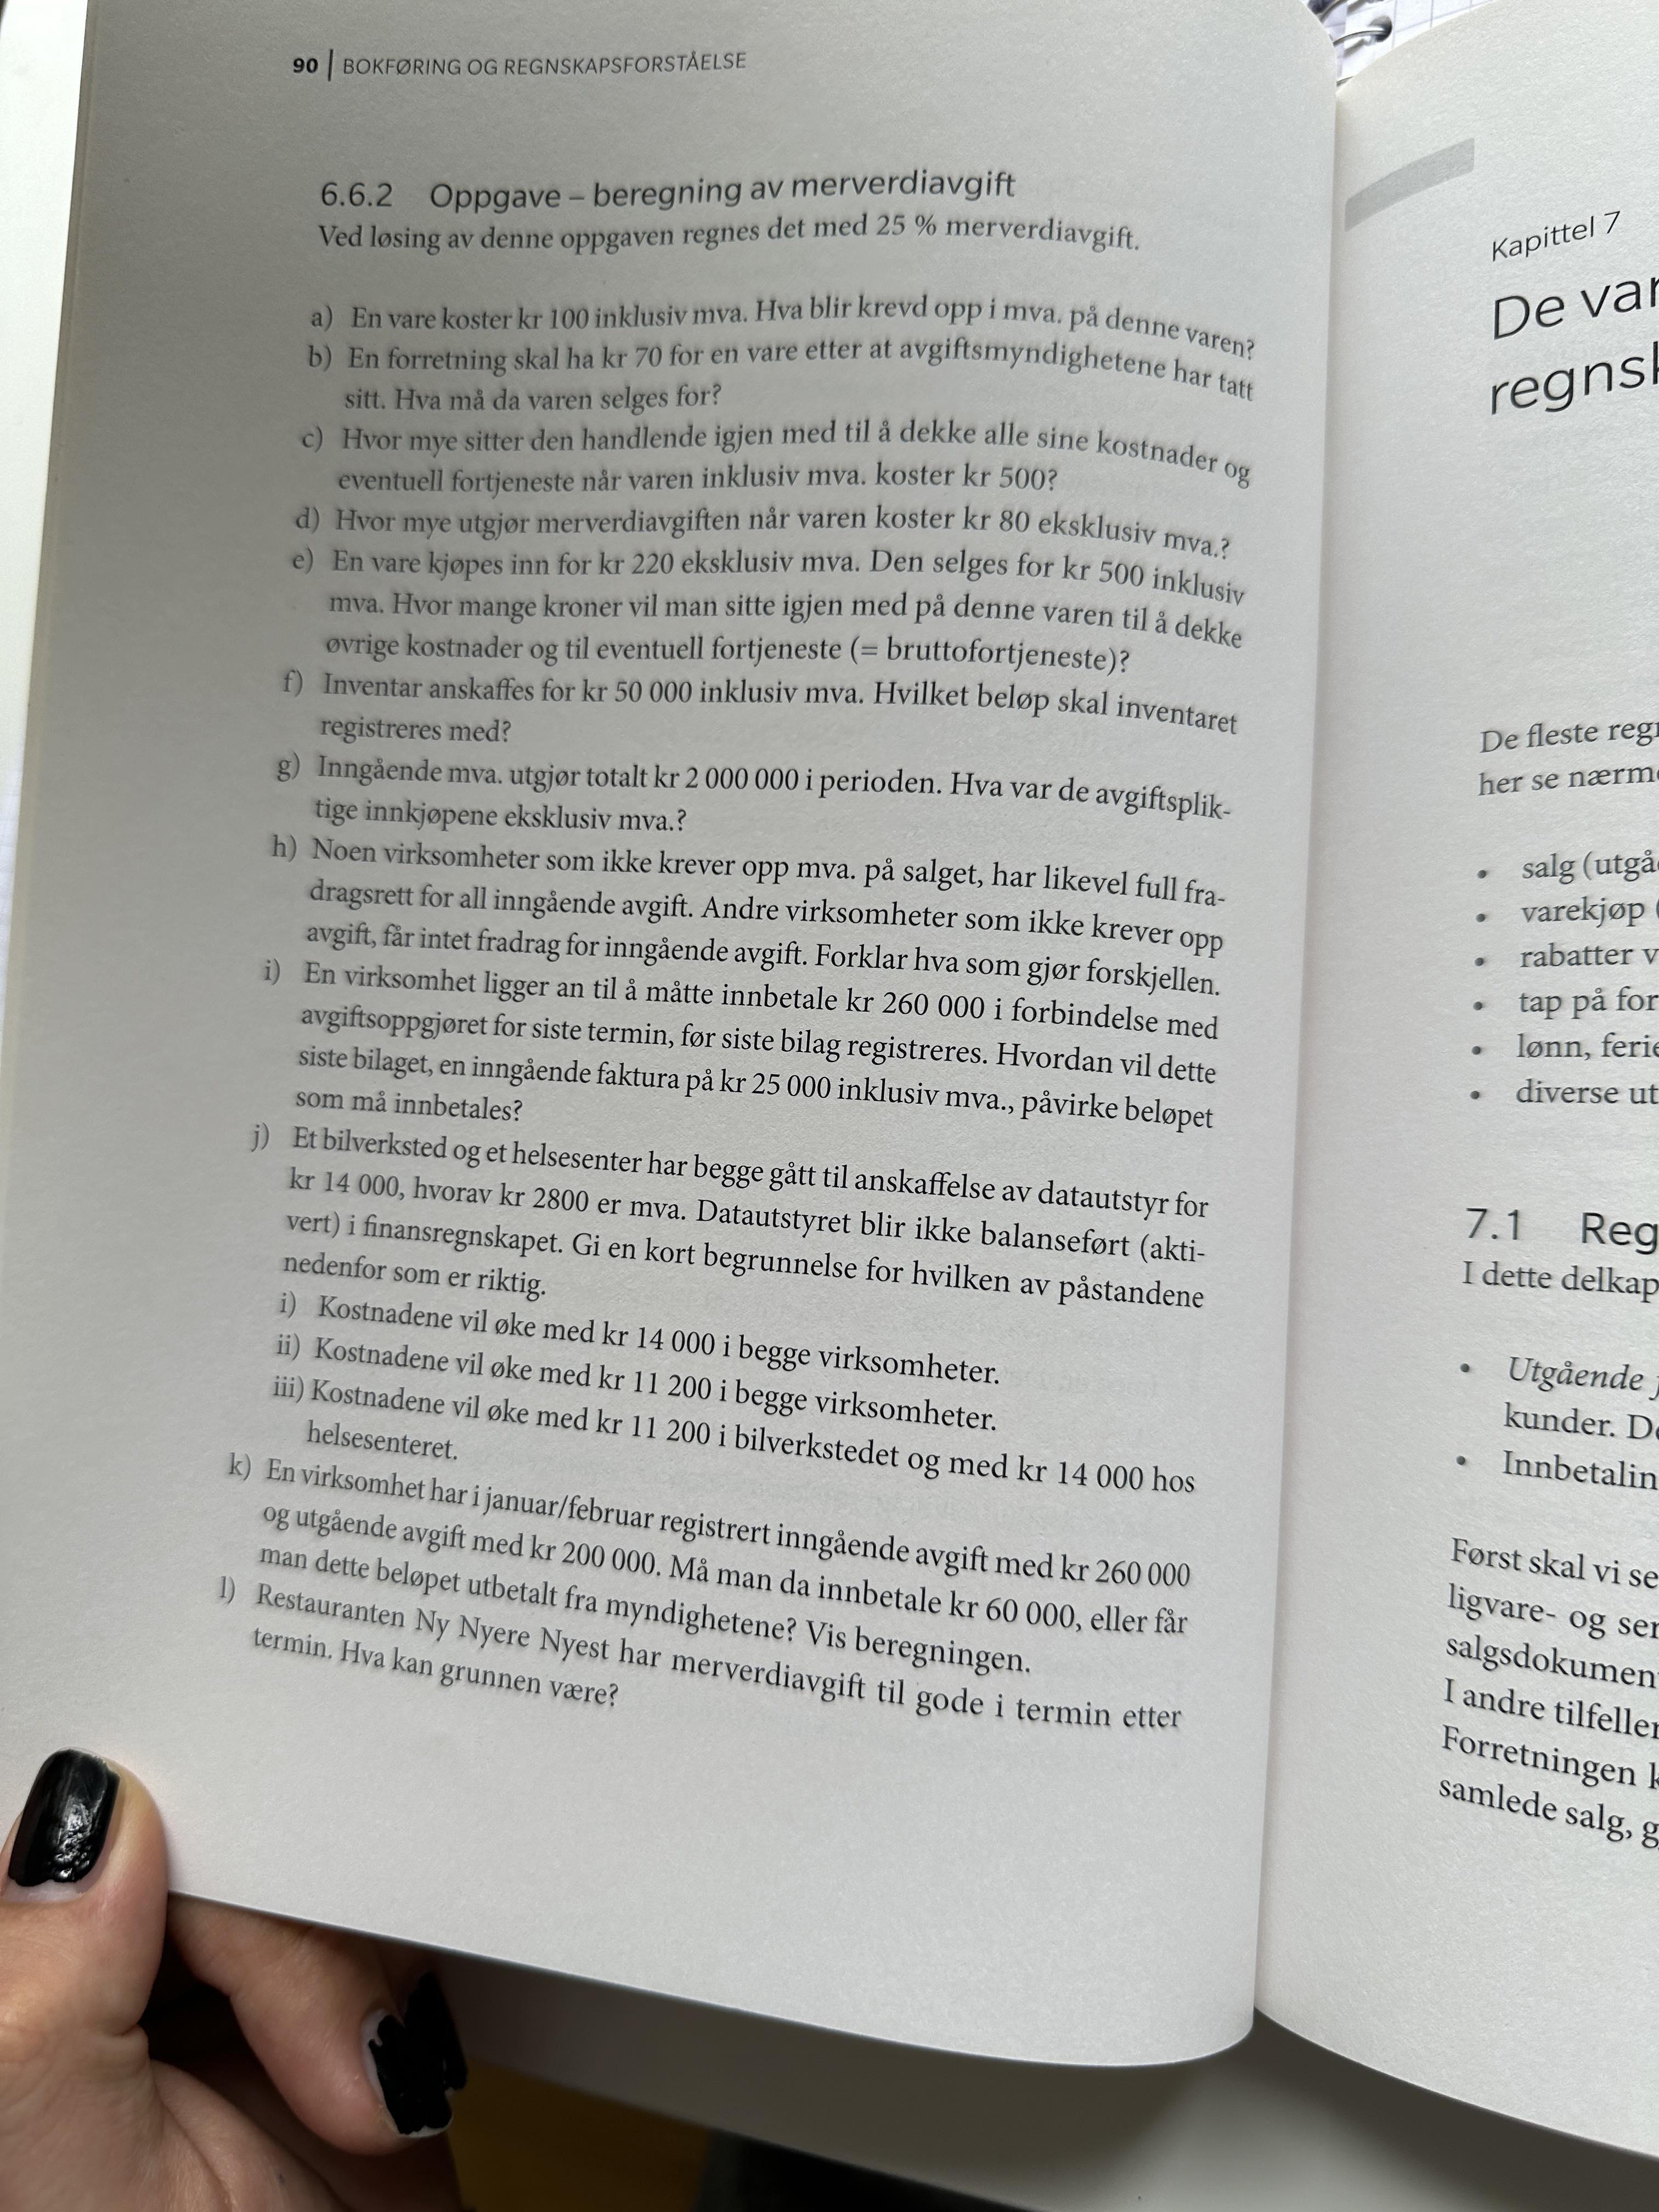 90 | BOKFØRING OG REGNSKAPSFORSTÅELSE
6.6.2 Oppgave – beregning av merverdiavgift
Ved løsing av denne oppgaven regnes det med 25 % merverdiavgift.
a) En vare koster kr 100 inklusiv mva. Hva blir krevd opp i mva. på denne varen?
b) En forretning skal ha kr 70 for en vare etter at avgiftsmyndighetene har tatt
sitt. Hva må da varen selges for?
c) Hvor mye sitter den handlende igjen med til å dekke alle sine kostnader og
eventuell fortjeneste når varen inklusiv mva. koster kr 500?
d) Hvor mye utgjør merverdiavgiften når varen koster kr 80 eksklusiv mva.?
e) En vare kjøpes inn for kr 220 eksklusiv mva. Den selges for kr 500 inklusiv
mva. Hvor mange kroner vil man sitte igjen med på denne varen til å dekke
øvrige kostnader og til eventuell fortjeneste (= bruttofortjeneste)?
f) Inventar anskaffes for kr 50 000 inklusiv mva. Hvilket beløp skal inventaret
registreres med?
g) Inngående mva. utgjør totalt kr 2 000 000 i perioden. Hva var de avgiftsplik-
tige innkjøpene eksklusiv mva.?
h) Noen virksomheter som ikke krever opp mva. på salget, har likevel full fra-
dragsrett for all inngående avgift. Andre virksomheter som ikke krever opp
avgift, får intet fradrag for inngående avgift. Forklar hva som gjør forskjellen.
i) En virksomhet ligger an til å måtte innbetale kr 260 000 i forbindelse med
avgiftsoppgjøret for siste termin, før siste bilag registreres. Hvordan vil dette
siste bilaget, en inngående faktura på kr 25 000 inklusiv mva., påvirke beløpet
som må innbetales?
j) Et bilverksted og et helsesenter har begge gått til anskaffelse av datautstyr for
kr 14 000, hvorav kr 2800 er mva. Datautstyret blir ikke balanseført (akti-
vert) i finansregnskapet. Gi en kort begrunnelse for hvilken av påstandene
nedenfor som er riktig.
i) Kostnadene vil øke med kr 14 000 i begge virksomheter.
ii) Kostnadene vil øke med kr 11 200 i begge virksomheter.
iii) Kostnadene vil øke med kr 11 200 i bilverkstedet og med kr 14 000 hos
helsesenteret.
k) En virksomhet har i januar/februar registrert inngående avgift med kr 260 000
og utgående avgift med kr 200 000. Må man da innbetale kr 60 000, eller får
man dette beløpet utbetalt fra myndighetene? Vis beregningen.
l) Restauranten Ny Nyere Nyest har merverdiavgift til gode i termin etter
termin. Hva kan grunnen være?
Kapittel 7
De var
regnsk
De fleste regn
her se nærme
• salg (utgå
• varekjøp (
• rabatter v
• tap på for
• lønn, ferie
• diverse ut
7.1 Reg
I dette delkap
• Utgående
kunder. De
• Innbetalin
Først skal vi se
ligvare- og ser
salgsdokument
I andre tilfeller
Forretningen k
samlede salg, g